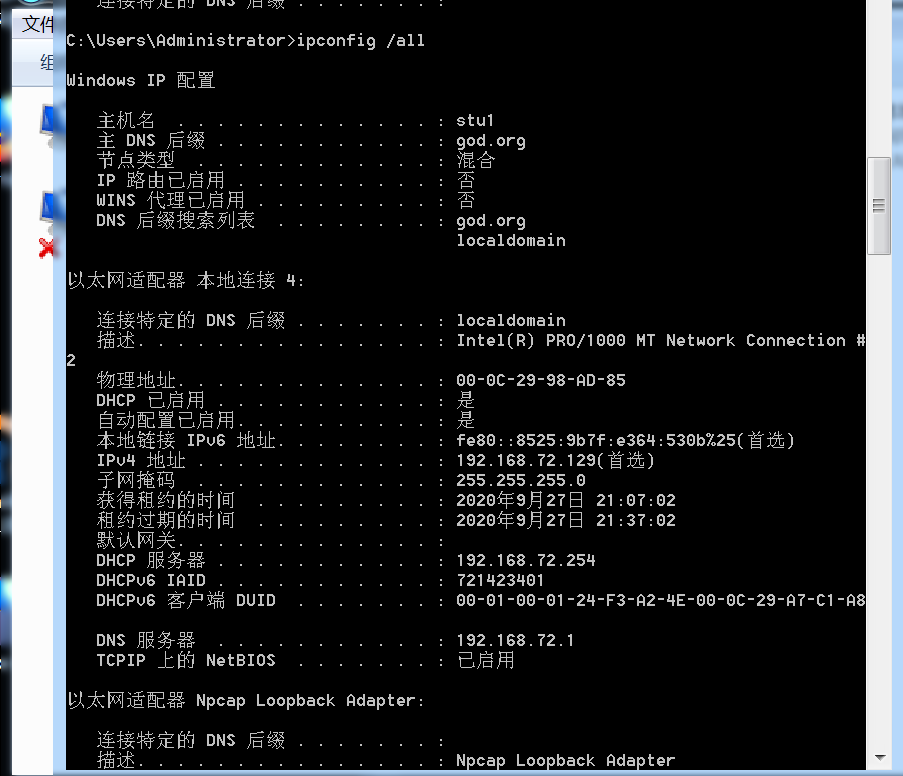 文件
组
连接特定的 DNS 后缀 . . . . . . . :
C:\Users\Administrator>ipconfig /all
Windows IP 配置
主机名 . . . . . . . . . . . . . : stu1
主 DNS 后缀 . . . . . . . . . . . : god.org
节点类型 . . . . . . . . . . . . : 混合
IP 路由已启用 . . . . . . . . . . : 否
WINS 代理已启用 . . . . . . . . . : 否
DNS 后缀搜索列表 . . . . . . . . : god.org
localdomain
以太网适配器 本地连接 4:
连接特定的 DNS 后缀 . . . . . . . : localdomain
描述. . . . . . . . . . . . . . . : Intel(R) PRO/1000 MT Network Connection #
2
物理地址. . . . . . . . . . . . . : 00-0C-29-98-AD-85
DHCP 已启用 . . . . . . . . . . . : 是
自动配置已启用. . . . . . . . . . : 是
本地链接 IPv6 地址. . . . . . . . : fe80::8525:9b7f:e364:530b%25(首选)
IPv4 地址 . . . . . . . . . . . . : 192.168.72.129(首选)
子网掩码 . . . . . . . . . . . . : 255.255.255.0
获得租约的时间 . . . . . . . . . : 2020年9月27日 21:07:02
租约过期的时间 . . . . . . . . . : 2020年9月27日 21:37:02
默认网关. . . . . . . . . . . . . :
DHCP 服务器 . . . . . . . . . . . : 192.168.72.254
DHCPv6 IAID . . . . . . . . . . . : 721423401
DHCPv6 客户端 DUID . . . . . . . : 00-01-00-01-24-F3-A2-4E-00-0C-29-A7-C1-A8
DNS 服务器 . . . . . . . . . . . : 192.168.72.1
TCPIP 上的 NetBIOS . . . . . . . : 已启用
以太网适配器 Npcap Loopback Adapter:
连接特定的 DNS 后缀 . . . . . . . :
描述. . . . . . . . . . . . . . . : Npcap Loopback Adapter